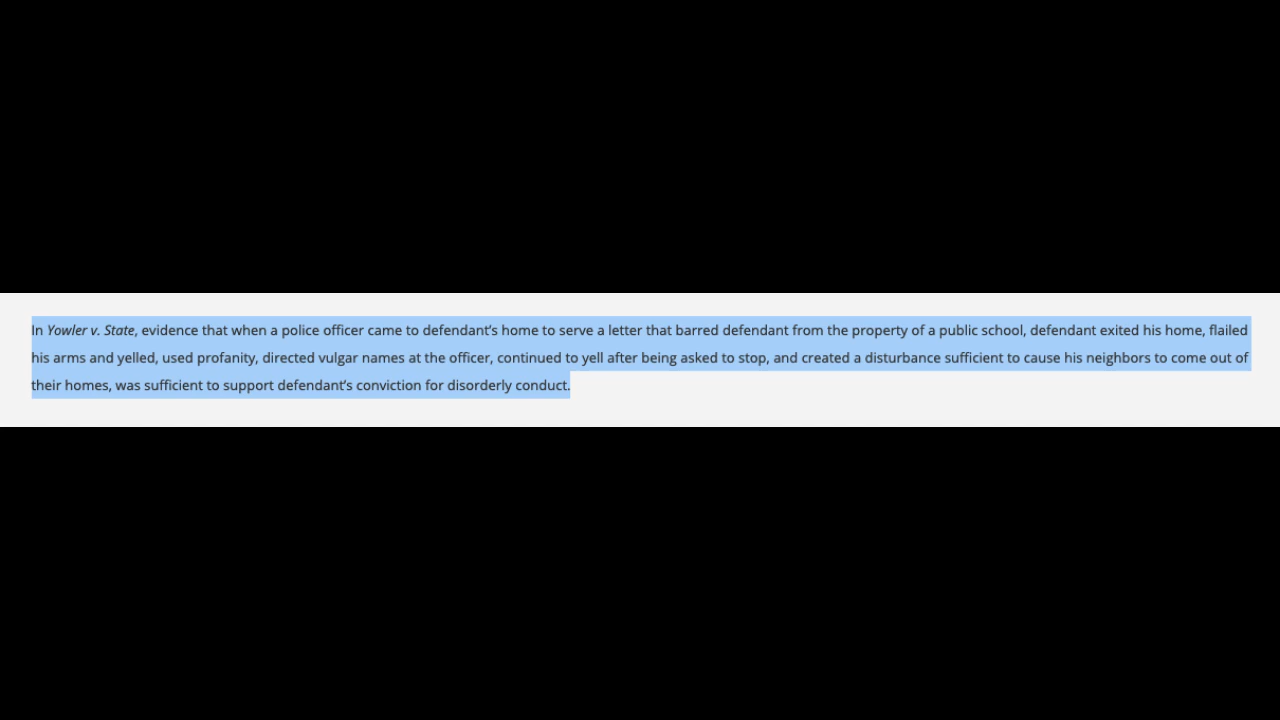 In Yowler v. State, evidence that when a police officer came to defendant’s home to serve a letter that barred defendant from the property of a public school, defendant exited his home, flailed
his arms and yelled, used profanity, directed vulgar names at the officer, continued to yell after being asked to stop, and created a disturbance sufficient to cause his neighbors to come out of
their homes, was sufficient to support defendant’s conviction for disorderly conduct.